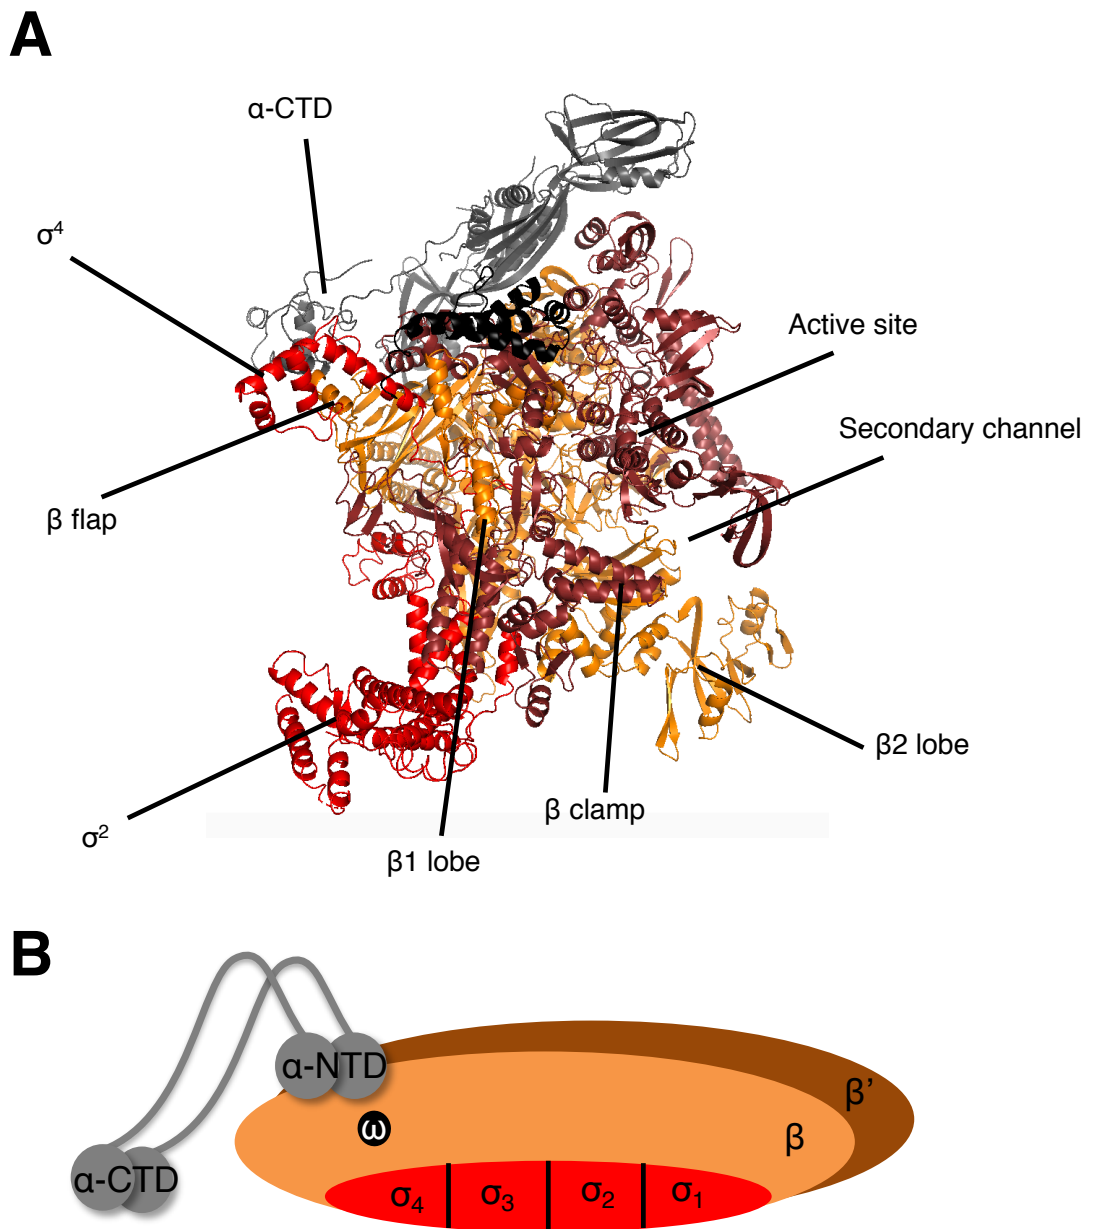 A
α-CTD
σ⁴
Active site
Secondary channel
β flap
β2 lobe
β clamp
σ²
β1 lobe
B
α-NTD
β’
ω
β
α-CTD
σ₄ σ₃ σ₂ σ₁